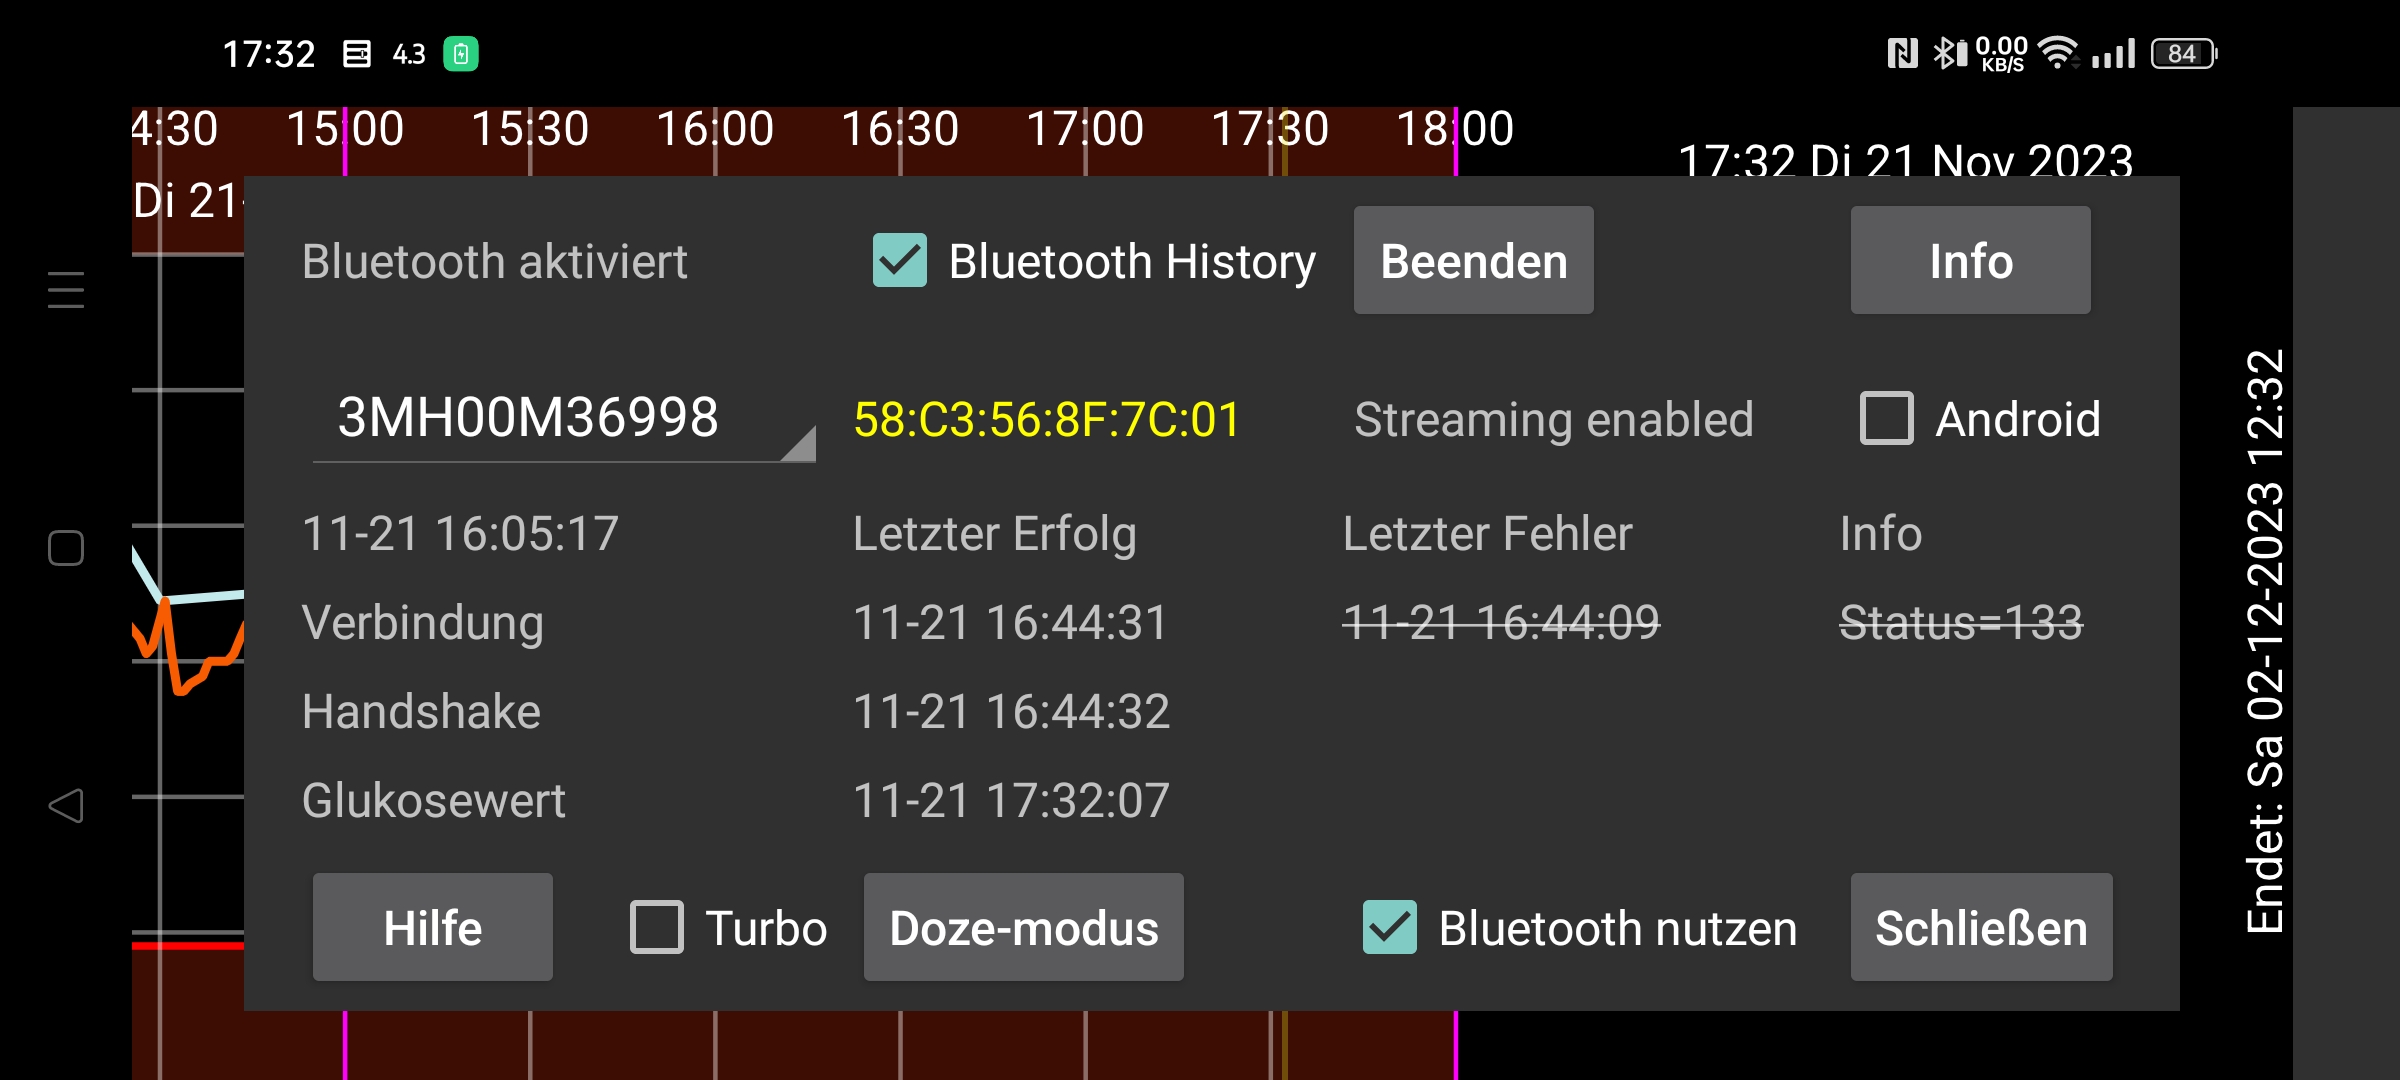 17:32 4.3 0.00 KB/S 84
4:30 15:00 15:30 16:00 16:30 17:00 17:30 18:00
17:32 Di 21 Nov 2023
Di 21-
Bluetooth aktiviert Bluetooth History Beenden Info
3MH00M36998 58:C3:56:8F:7C:01 Streaming enabled Android
11-21 16:05:17 Letzter Erfolg Letzter Fehler Info
Verbindung 11-21 16:44:31 11-21 16:44:09 Status=133
Handshake 11-21 16:44:32
Glukosewert 11-21 17:32:07
Hilfe Turbo Doze-modus Bluetooth nutzen Schließen
Endet: Sa 02-12-2023 12:32